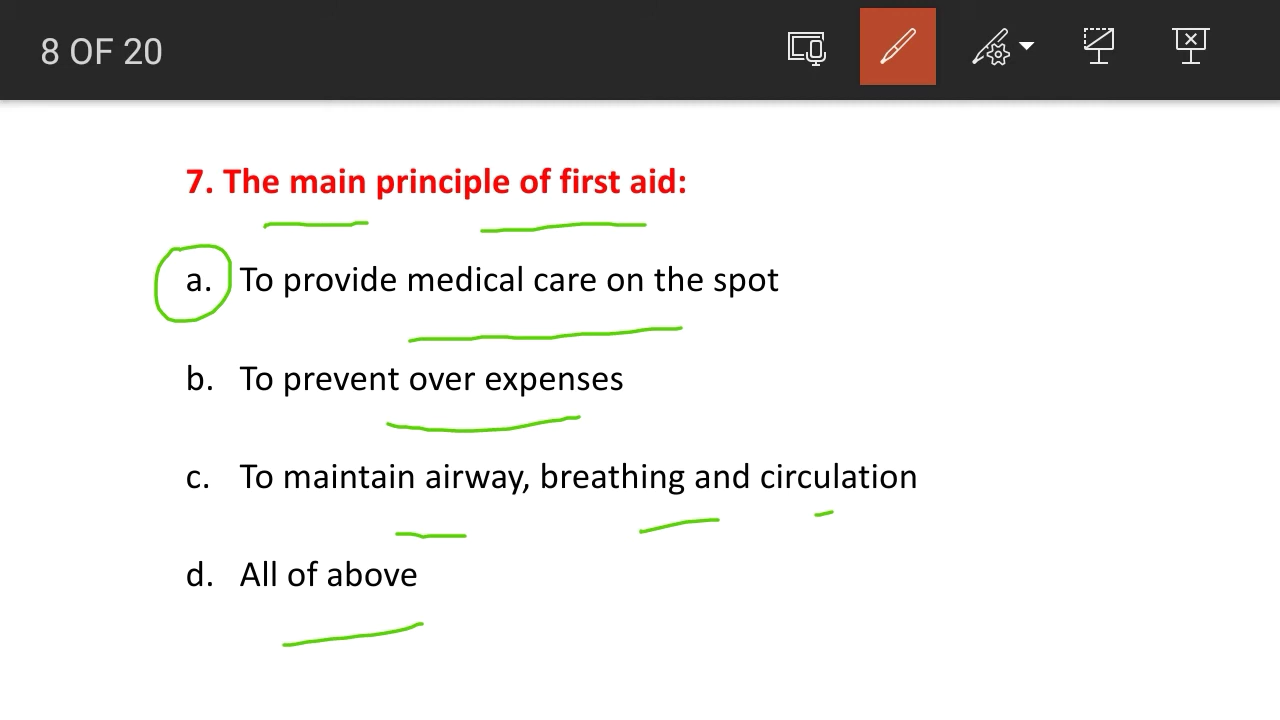 8 OF 20
7. The main principle of first aid:
a. To provide medical care on the spot
b. To prevent over expenses
c. To maintain airway, breathing and circulation
d. All of above